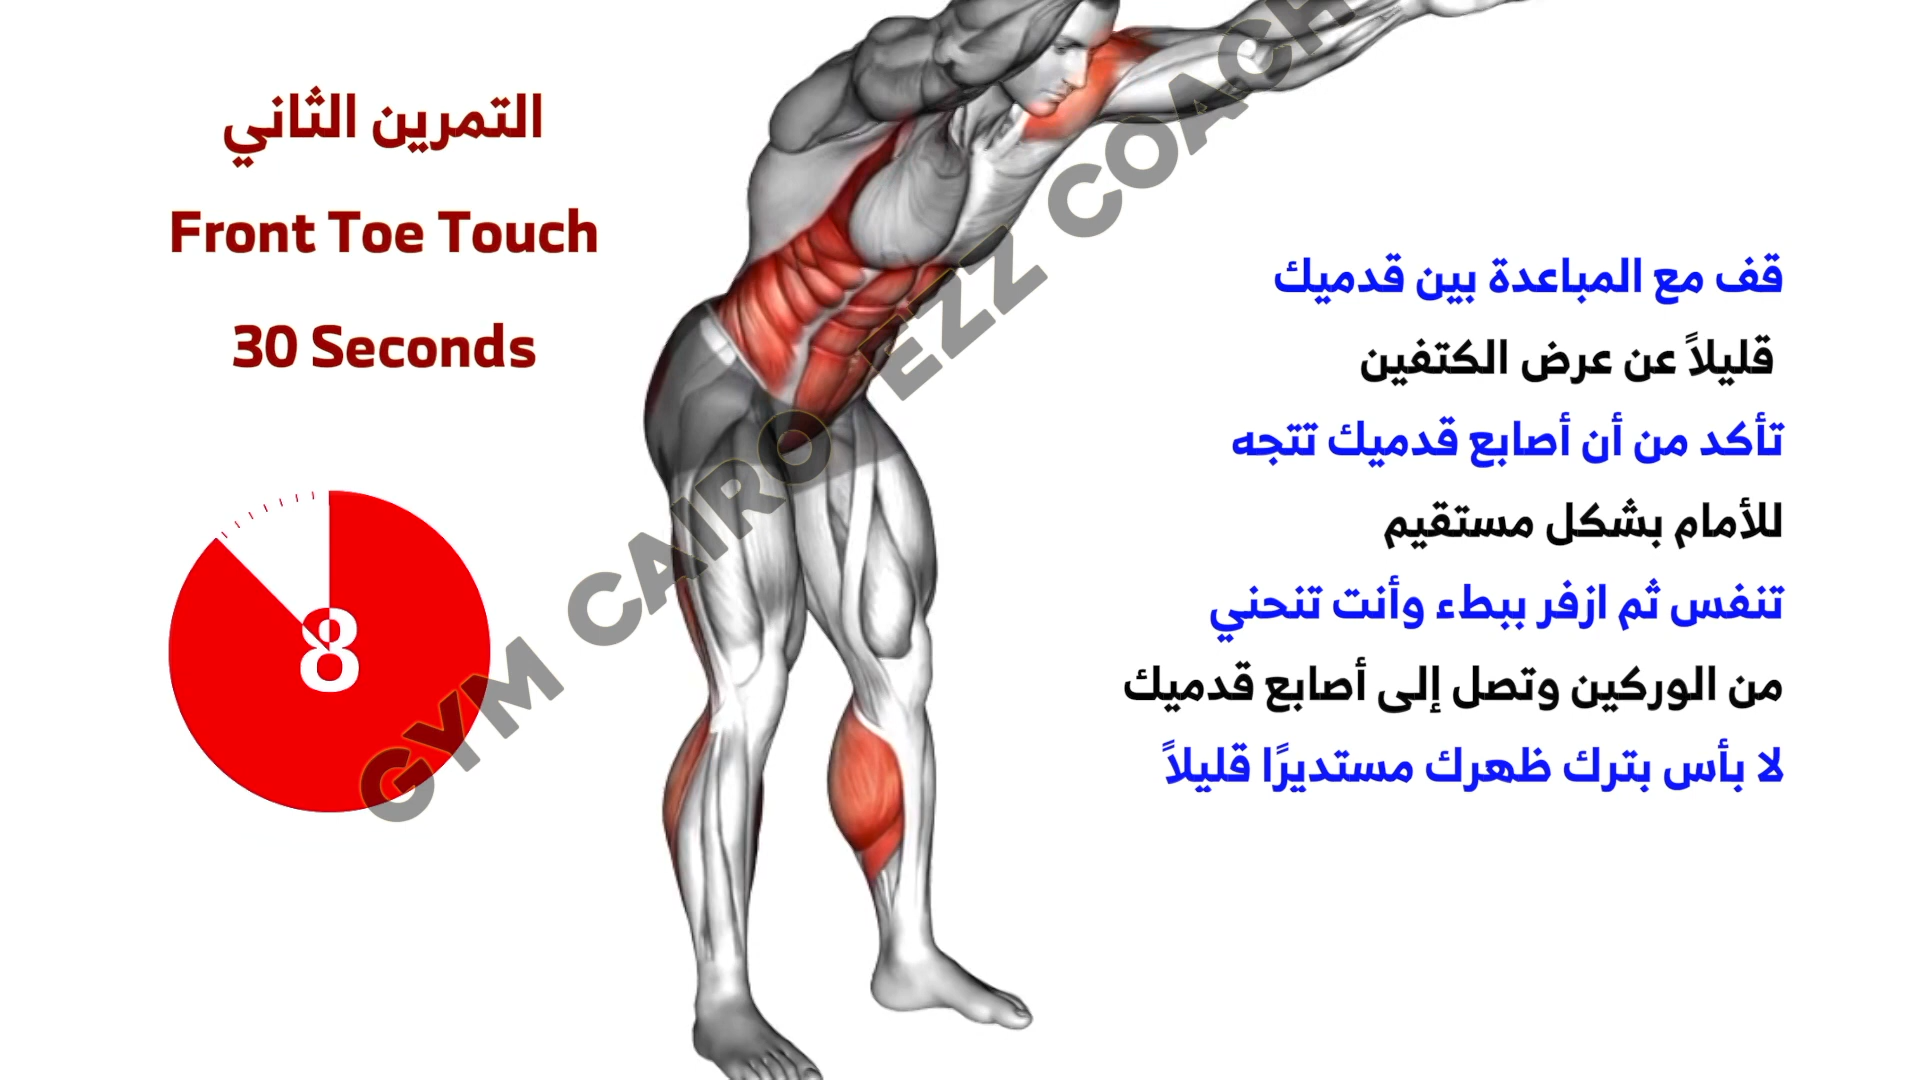 التمرين الثاني
Front Toe Touch
30 Seconds
8
قف مع المباعدة بين قدميك
قليلاً عن عرض الكتفين
تأكد من أن أصابع قدميك تتجه
للأمام بشكل مستقيم
تنفس ثم ازفر ببطء وأنت تنحني
من الوركين وتصل إلى أصابع قدميك
لا بأس بترك ظهرك مستديرًا قليلاً
GYM CAIRO EZZ COACH